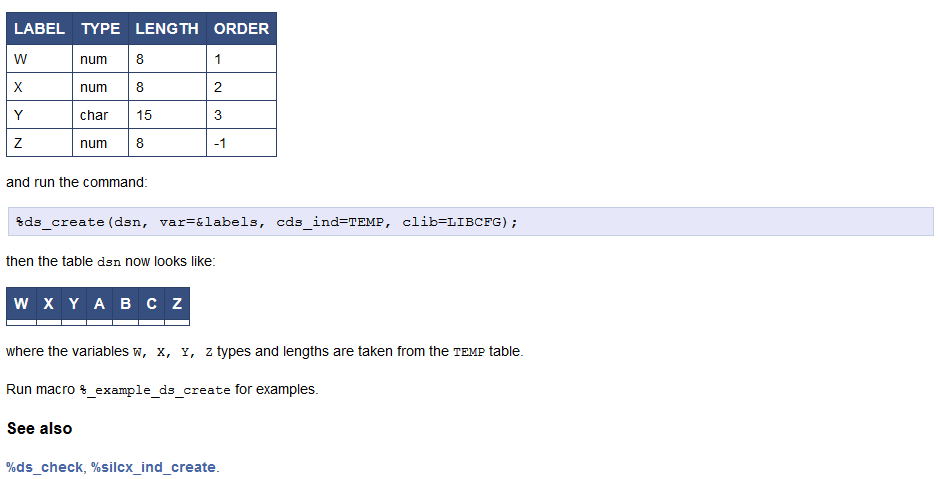 LABEL TYPE LENGTH ORDER
W num 8 1
X num 8 2
Y char 15 3
Z num 8 -1
and run the command:
%ds_create(dsn, var=&labels, cds_ind=TEMP, clib=LIBCFG);
then the table dsn now looks like:
W X Y A B C Z
where the variables W, X, Y, Z types and lengths are taken from the TEMP table.
Run macro %_example_ds_create for examples.
See also
%ds_check, %silcx_ind_create.